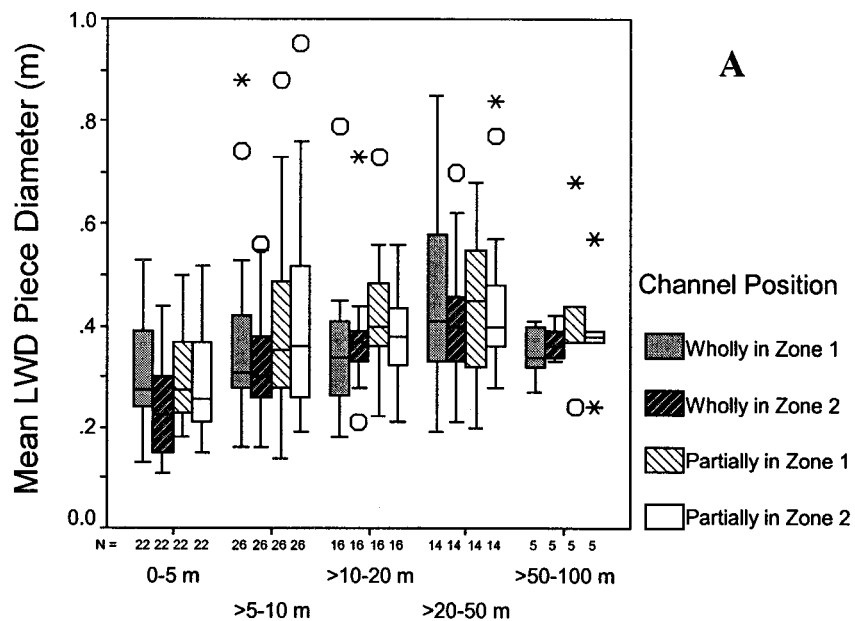 A
Mean LWD Piece Diameter (m)
1.0
.8
.6
.4
.2
0.0
N = 22 22 22 22 26 26 26 26 16 16 16 16 14 14 14 14 5 5 5 5
0-5 m >10-20 m >50-100 m
>5-10 m >20-50 m
Channel Position
Wholly in Zone 1
Wholly in Zone 2
Partially in Zone 1
Partially in Zone 2